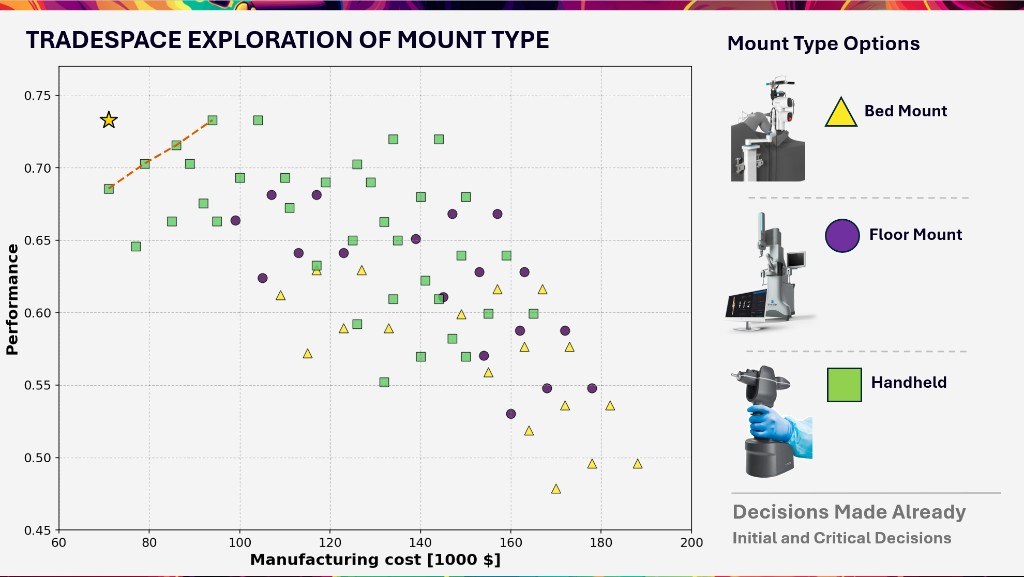 TRADESPACE EXPLORATION OF MOUNT TYPE
Performance
0.75
0.70
0.65
0.60
0.55
0.50
0.45
60 80 100 120 140 160 180 200
Manufacturing cost [1000 $]
Mount Type Options
Bed Mount
Floor Mount
Handheld
Decisions Made Already
Initial and Critical Decisions